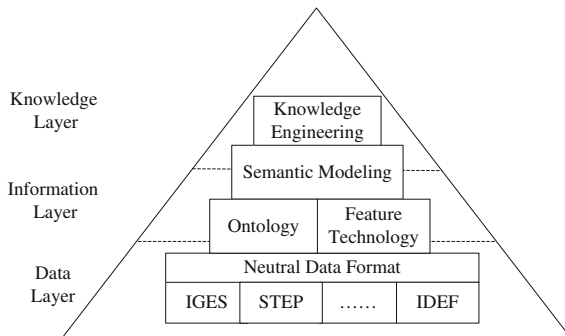 Knowledge
Layer
Knowledge
Engineering
Semantic Modeling
Information
Layer
Ontology
Feature
Technology
Neutral Data Format
Data
Layer
IGES
STEP
......
IDEF